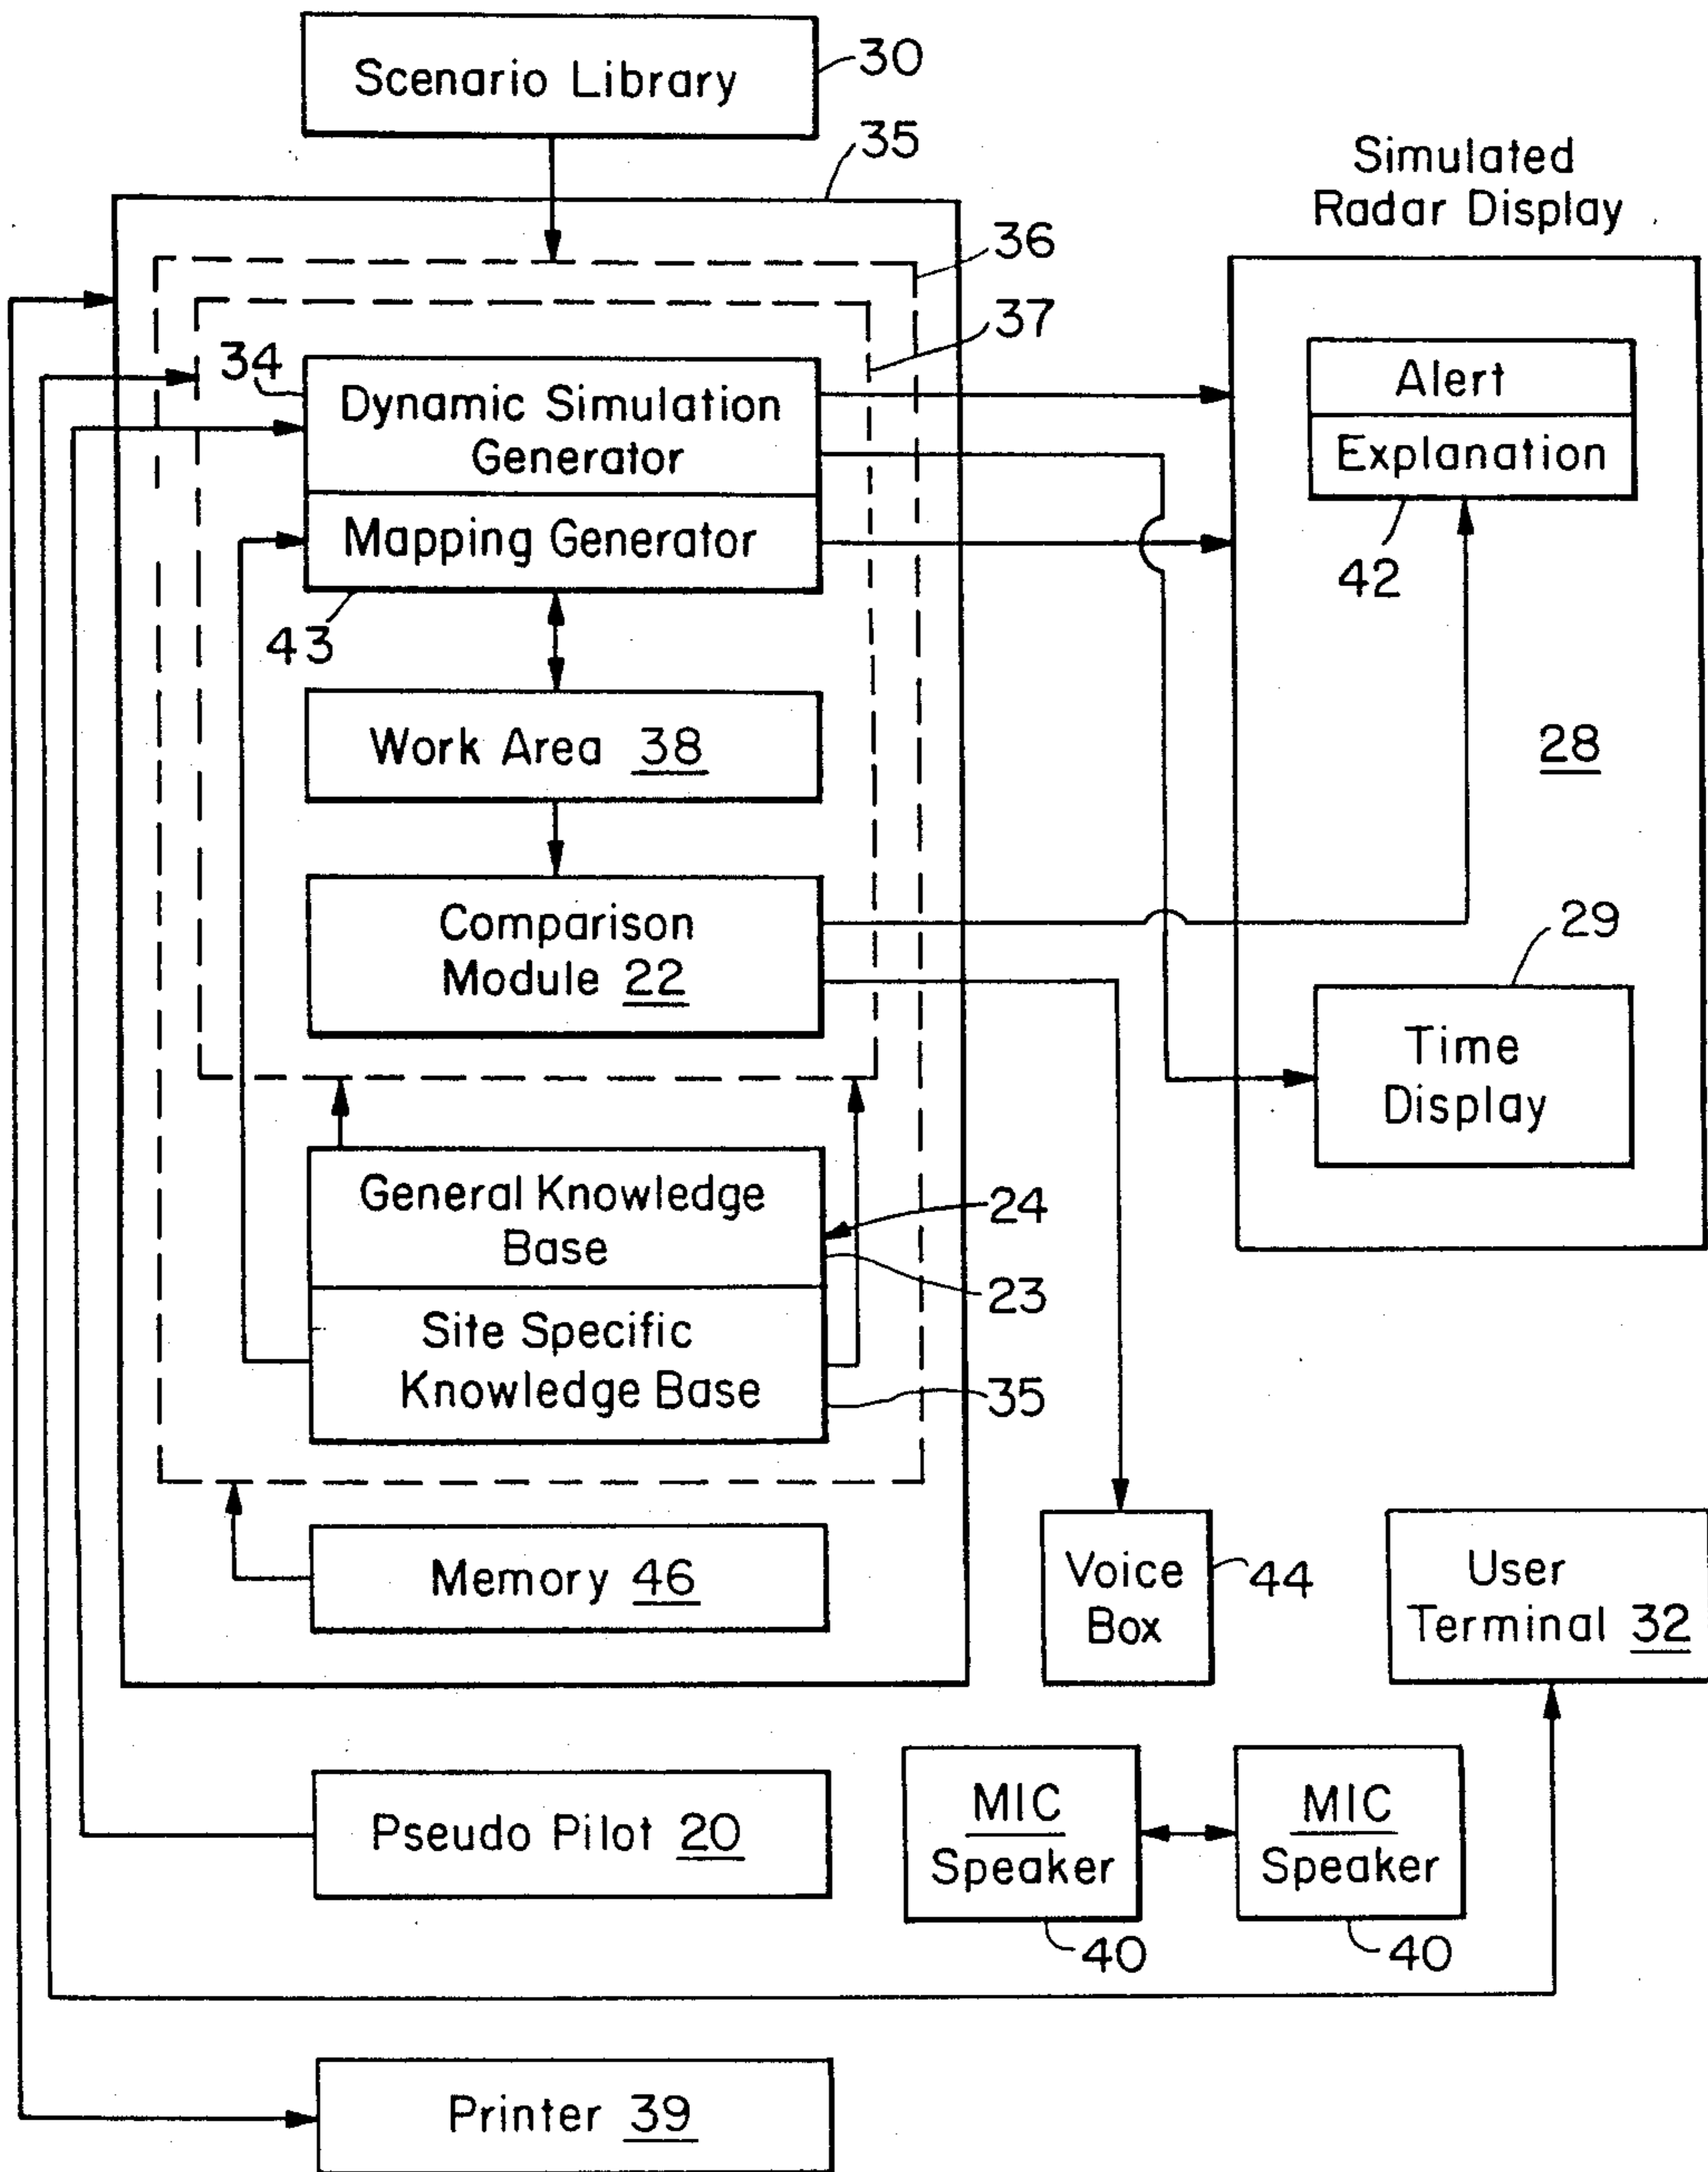 Scenario Library
30
35
Simulated
Radar Display
36
37
34
Dynamic Simulation
Generator
Mapping Generator
43
Alert
Explanation
42
Work Area 38
28
Comparison
Module 22
29
Time
Display
General Knowledge
Base
24
23
Site Specific
Knowledge Base
35
Memory 46
Voice
Box
44
User
Terminal 32
Pseudo Pilot 20
MIC
Speaker
40
MIC
Speaker
40
Printer 39